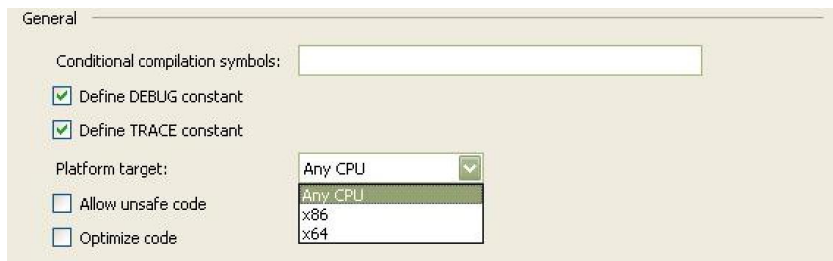 General
Conditional compilation symbols:
Define DEBUG constant
Define TRACE constant
Platform target: Any CPU
Any CPU
Allow unsafe code
x86
Optimize code
x64